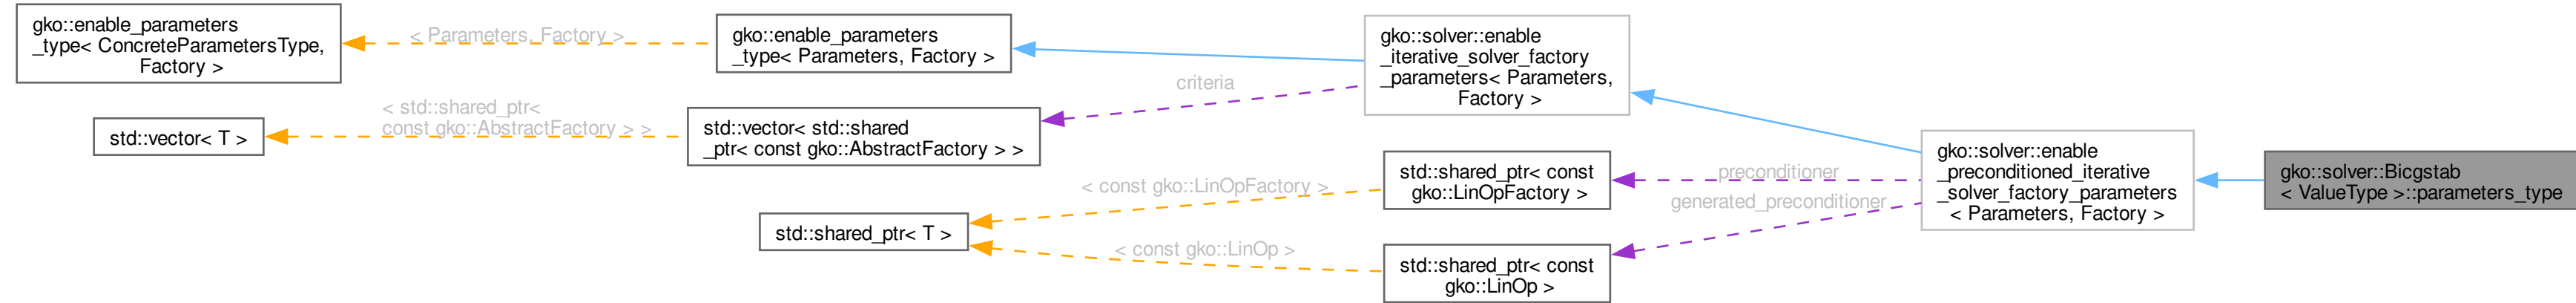 gko::enable_parameters
_type< ConcreteParametersType,
Factory >
< Parameters, Factory >
gko::enable_parameters
_type< Parameters, Factory >
gko::solver::enable
_iterative_solver_factory
_parameters< Parameters,
Factory >
criteria
std::vector< T >
< std::shared_ptr<
const gko::AbstractFactory > >
std::vector< std::shared
_ptr< const gko::AbstractFactory > >
std::shared_ptr< T >
< const gko::LinOpFactory >
< const gko::LinOp >
std::shared_ptr< const
gko::LinOpFactory >
std::shared_ptr< const
gko::LinOp >
preconditioner
generated_preconditioner
gko::solver::enable
_preconditioned_iterative
_solver_factory_parameters
< Parameters, Factory >
gko::solver::Bicgstab
< ValueType >::parameters_type